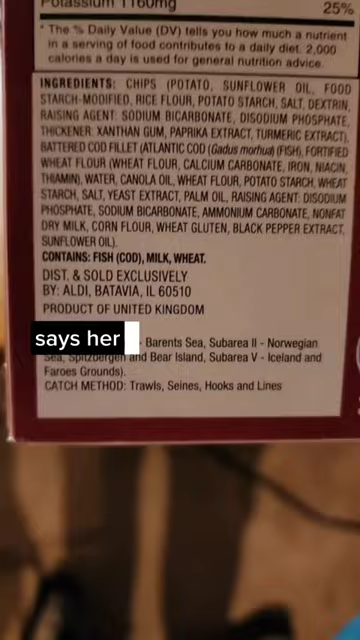 Potassium 1160mg 25%
* The % Daily Value (DV) tells you how much a nutrient
in a serving of food contributes to a daily diet. 2,000
calories a day is used for general nutrition advice.
INGREDIENTS: CHIPS (POTATO, SUNFLOWER OIL, FOOD
STARCH-MODIFIED, RICE FLOUR, POTATO STARCH, SALT, DEXTRIN,
RAISING AGENT: SODIUM BICARBONATE, DISODIUM PHOSPHATE,
THICKENER: XANTHAN GUM, PAPRIKA EXTRACT, TURMERIC EXTRACT),
BATTERED COD FILLET (ATLANTIC COD (Gadus morhua) (FISH), FORTIFIED
WHEAT FLOUR (WHEAT FLOUR, CALCIUM CARBONATE, IRON, NIACIN,
THIAMIN), WATER, CANOLA OIL, WHEAT FLOUR, POTATO STARCH, WHEAT
STARCH, SALT, YEAST EXTRACT, PALM OIL, RAISING AGENT: DISODIUM
PHOSPHATE, SODIUM BICARBONATE, AMMONIUM CARBONATE, NONFAT
DRY MILK, CORN FLOUR, WHEAT GLUTEN, BLACK PEPPER EXTRACT,
SUNFLOWER OIL).
CONTAINS: FISH (COD), MILK, WHEAT.
DIST. & SOLD EXCLUSIVELY
BY: ALDI, BATAVIA, IL 60510
PRODUCT OF UNITED KINGDOM
says her
- Barents Sea, Subarea II - Norwegian
Sea, Spitzbergen and Bear Island, Subarea V - Iceland and
Faroes Grounds).
CATCH METHOD: Trawls, Seines, Hooks and Lines